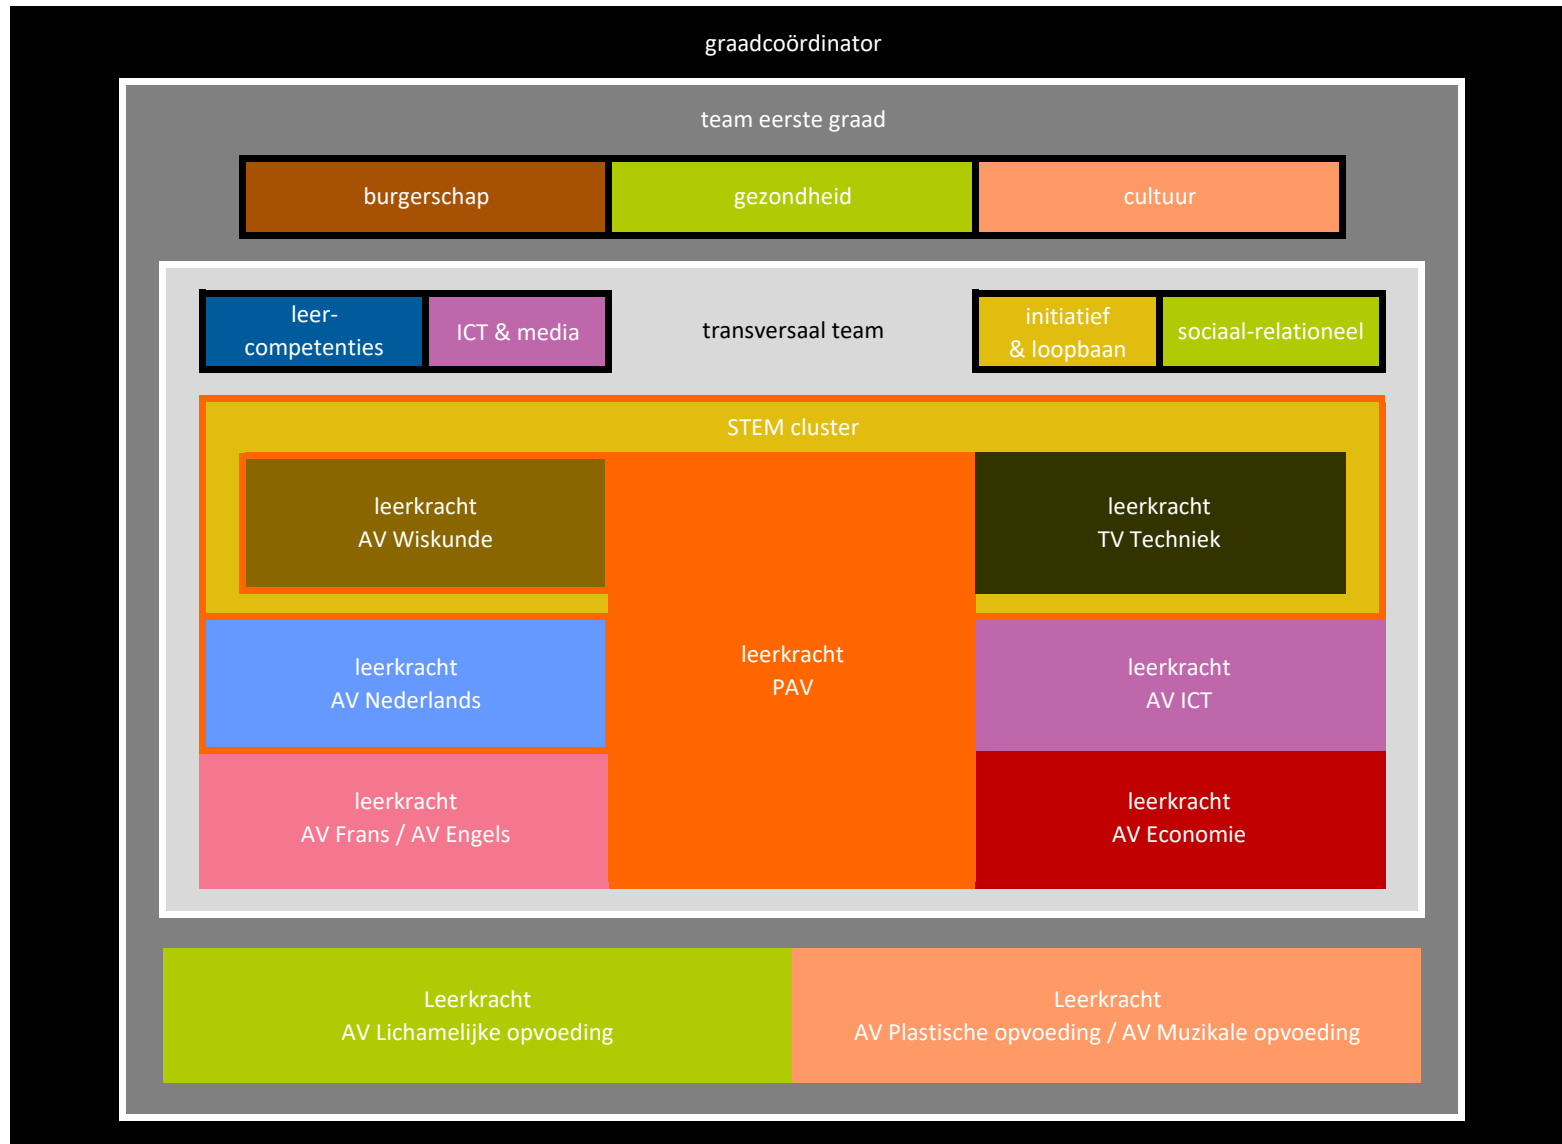 graadcoördinator
team eerste graad
burgerschap
gezondheid
cultuur
leer-
competenties
ICT & media
transversaal team
initiatief
& loopbaan
sociaal-relationeel
STEM cluster
leerkracht
AV Wiskunde
leerkracht
TV Techniek
leerkracht
AV Nederlands
leerkracht
PAV
leerkracht
AV ICT
leerkracht
AV Frans / AV Engels
leerkracht
AV Economie
Leerkracht
AV Lichamelijke opvoeding
Leerkracht
AV Plastische opvoeding / AV Muzikale opvoeding